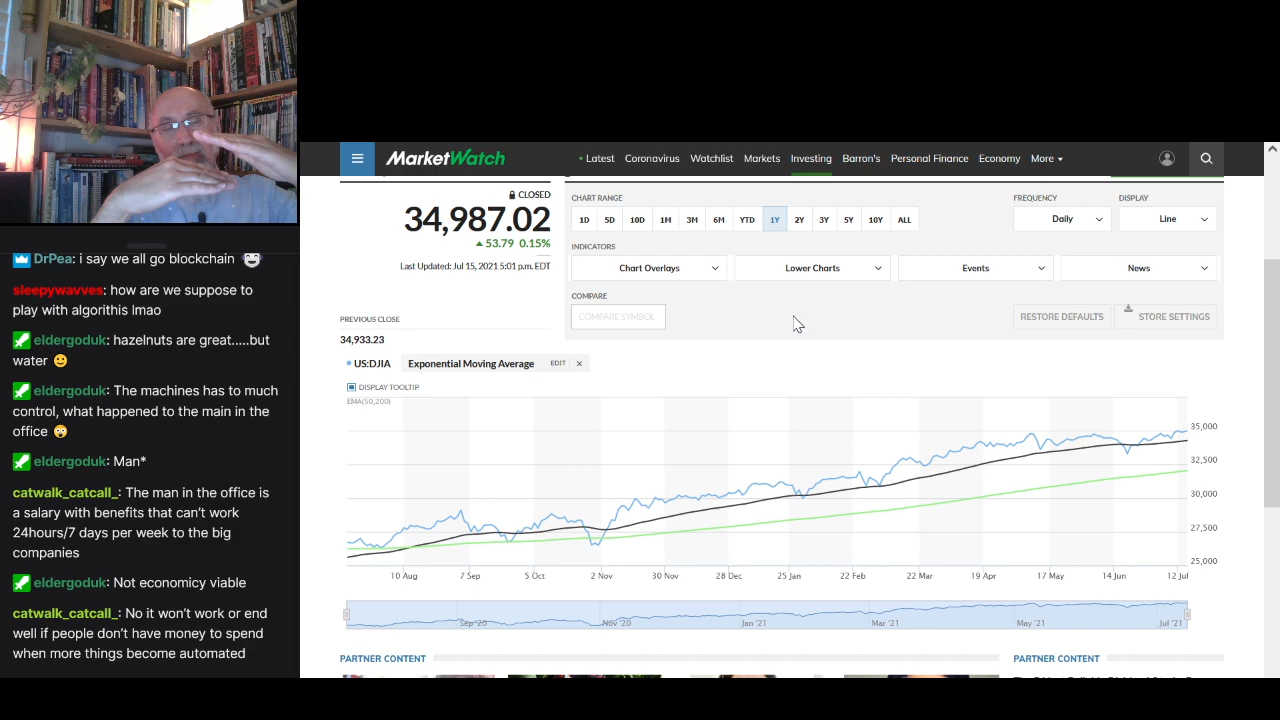 DrPea: i say we all go blockchain
sleepywavves: how are we suppose to
play with algorithis lmao
eldergoduk: hazelnuts are great.....but
water
eldergoduk: The machines has to much
control, what happened to the main in the
office
eldergoduk: Man*
catwalk_catcall_: The man in the office is
a salary with benefits that can't work
24hours/7 days per week to the big
companies
eldergoduk: Not economicy viable
catwalk_catcall_: No it won't work or end
well if people don't have money to spend
when more things become automated
MarketWatch
Latest Coronavirus Watchlist Markets Investing Barron's Personal Finance Economy More
CLOSED
34,987.02
53.79 0.15%
Last Updated: Jul 15, 2021 5:01 p.m. EDT
PREVIOUS CLOSE
34,933.23
CHART RANGE
1D 5D 10D 1M 3M 6M YTD 1Y 2Y 3Y 5Y 10Y ALL
FREQUENCY
Daily
DISPLAY
Line
INDICATORS
Chart Overlays
Lower Charts
Events
News
COMPARE
COMPARE SYMBOL
RESTORE DEFAULTS
STORE SETTINGS
US:DJIA
Exponential Moving Average EDIT ×
DISPLAY TOOLTIP
EMA(50,200)
35,000
32,500
30,000
27,500
25,000
10 Aug 7 Sep 5 Oct 2 Nov 30 Nov 28 Dec 25 Jan 22 Feb 22 Mar 19 Apr 17 May 14 Jun 12 Jul
Sep '20 Nov '20 Jan '21 Mar '21 May '21 Jul '21
PARTNER CONTENT
PARTNER CONTENT